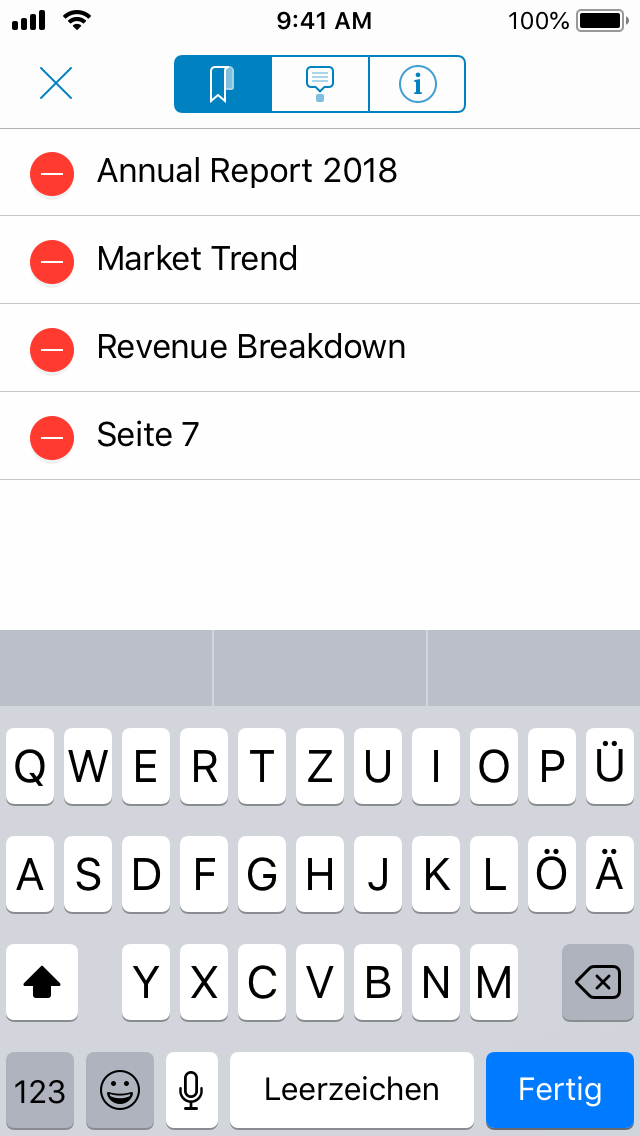 9:41 AM 100%
i
Annual Report 2018
Market Trend
Revenue Breakdown
Seite 7
Q W E R T Z U I O P Ü
A S D F G H J K L Ö Ä
Y X C V B N M
123 Leerzeichen Fertig